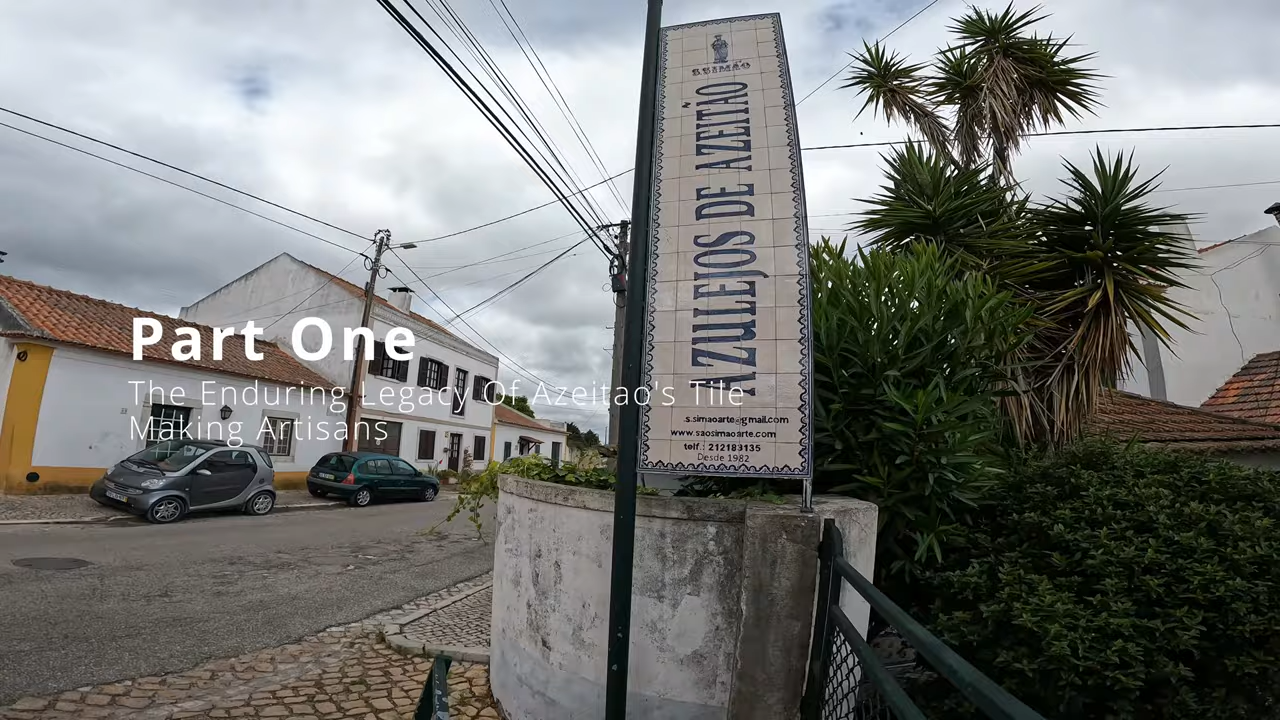 Part One
The Enduring Legacy Of Azeitao's Tile
Making Artisans
S.SIMÃO
AZULEJOS DE AZEITÃO
s.simaoarte@gmail.com
www.saosimaoarte.com
telf.: 212183135
Desde 1982